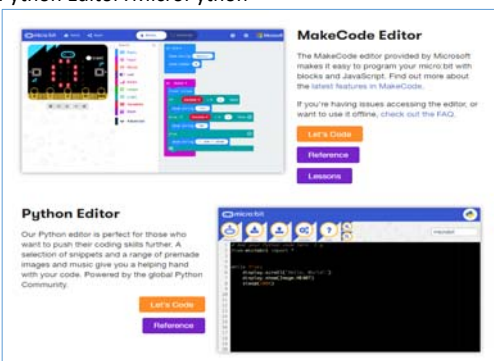 MakeCode Editor
The MakeCode editor provided by Microsoft
makes it easy to program your micro:bit with
blocks and JavaScript. Find out more about
the latest features in MakeCode.
If you're having issues accessing the editor, or
want to use it offline, check out the FAQ.
Let's Code
Reference
Lessons
Python Editor
Our Python editor is perfect for those who
want to push their coding skills further. A
selection of snippets and a range of premade
images and music give you a helping hand
with your code. Powered by the global Python
Community.
Let's Code
Reference
micro:bit
from microbit import *
while True:
display.scroll('Hello, World!')
display.show(Image.HEART)
sleep(2000)